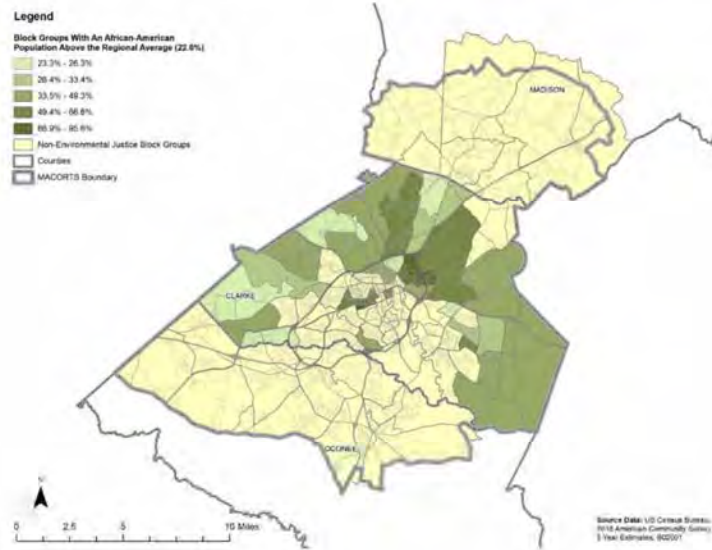 Legend
Block Groups With An African-American
Population Above the Regional Average (22.6%)
23.3% - 26.3%
26.4% - 33.4%
33.5% - 49.3%
49.4% - 66.8%
66.9% - 95.6%
Non-Environmental Justice Block Groups
Counties
MACORTS Boundary
MADISON
CLARKE
OCONEE
N
0 2.5 5 10 Miles
Source Data: US Census Bureau,
American Community Survey
5 Year Estimates,